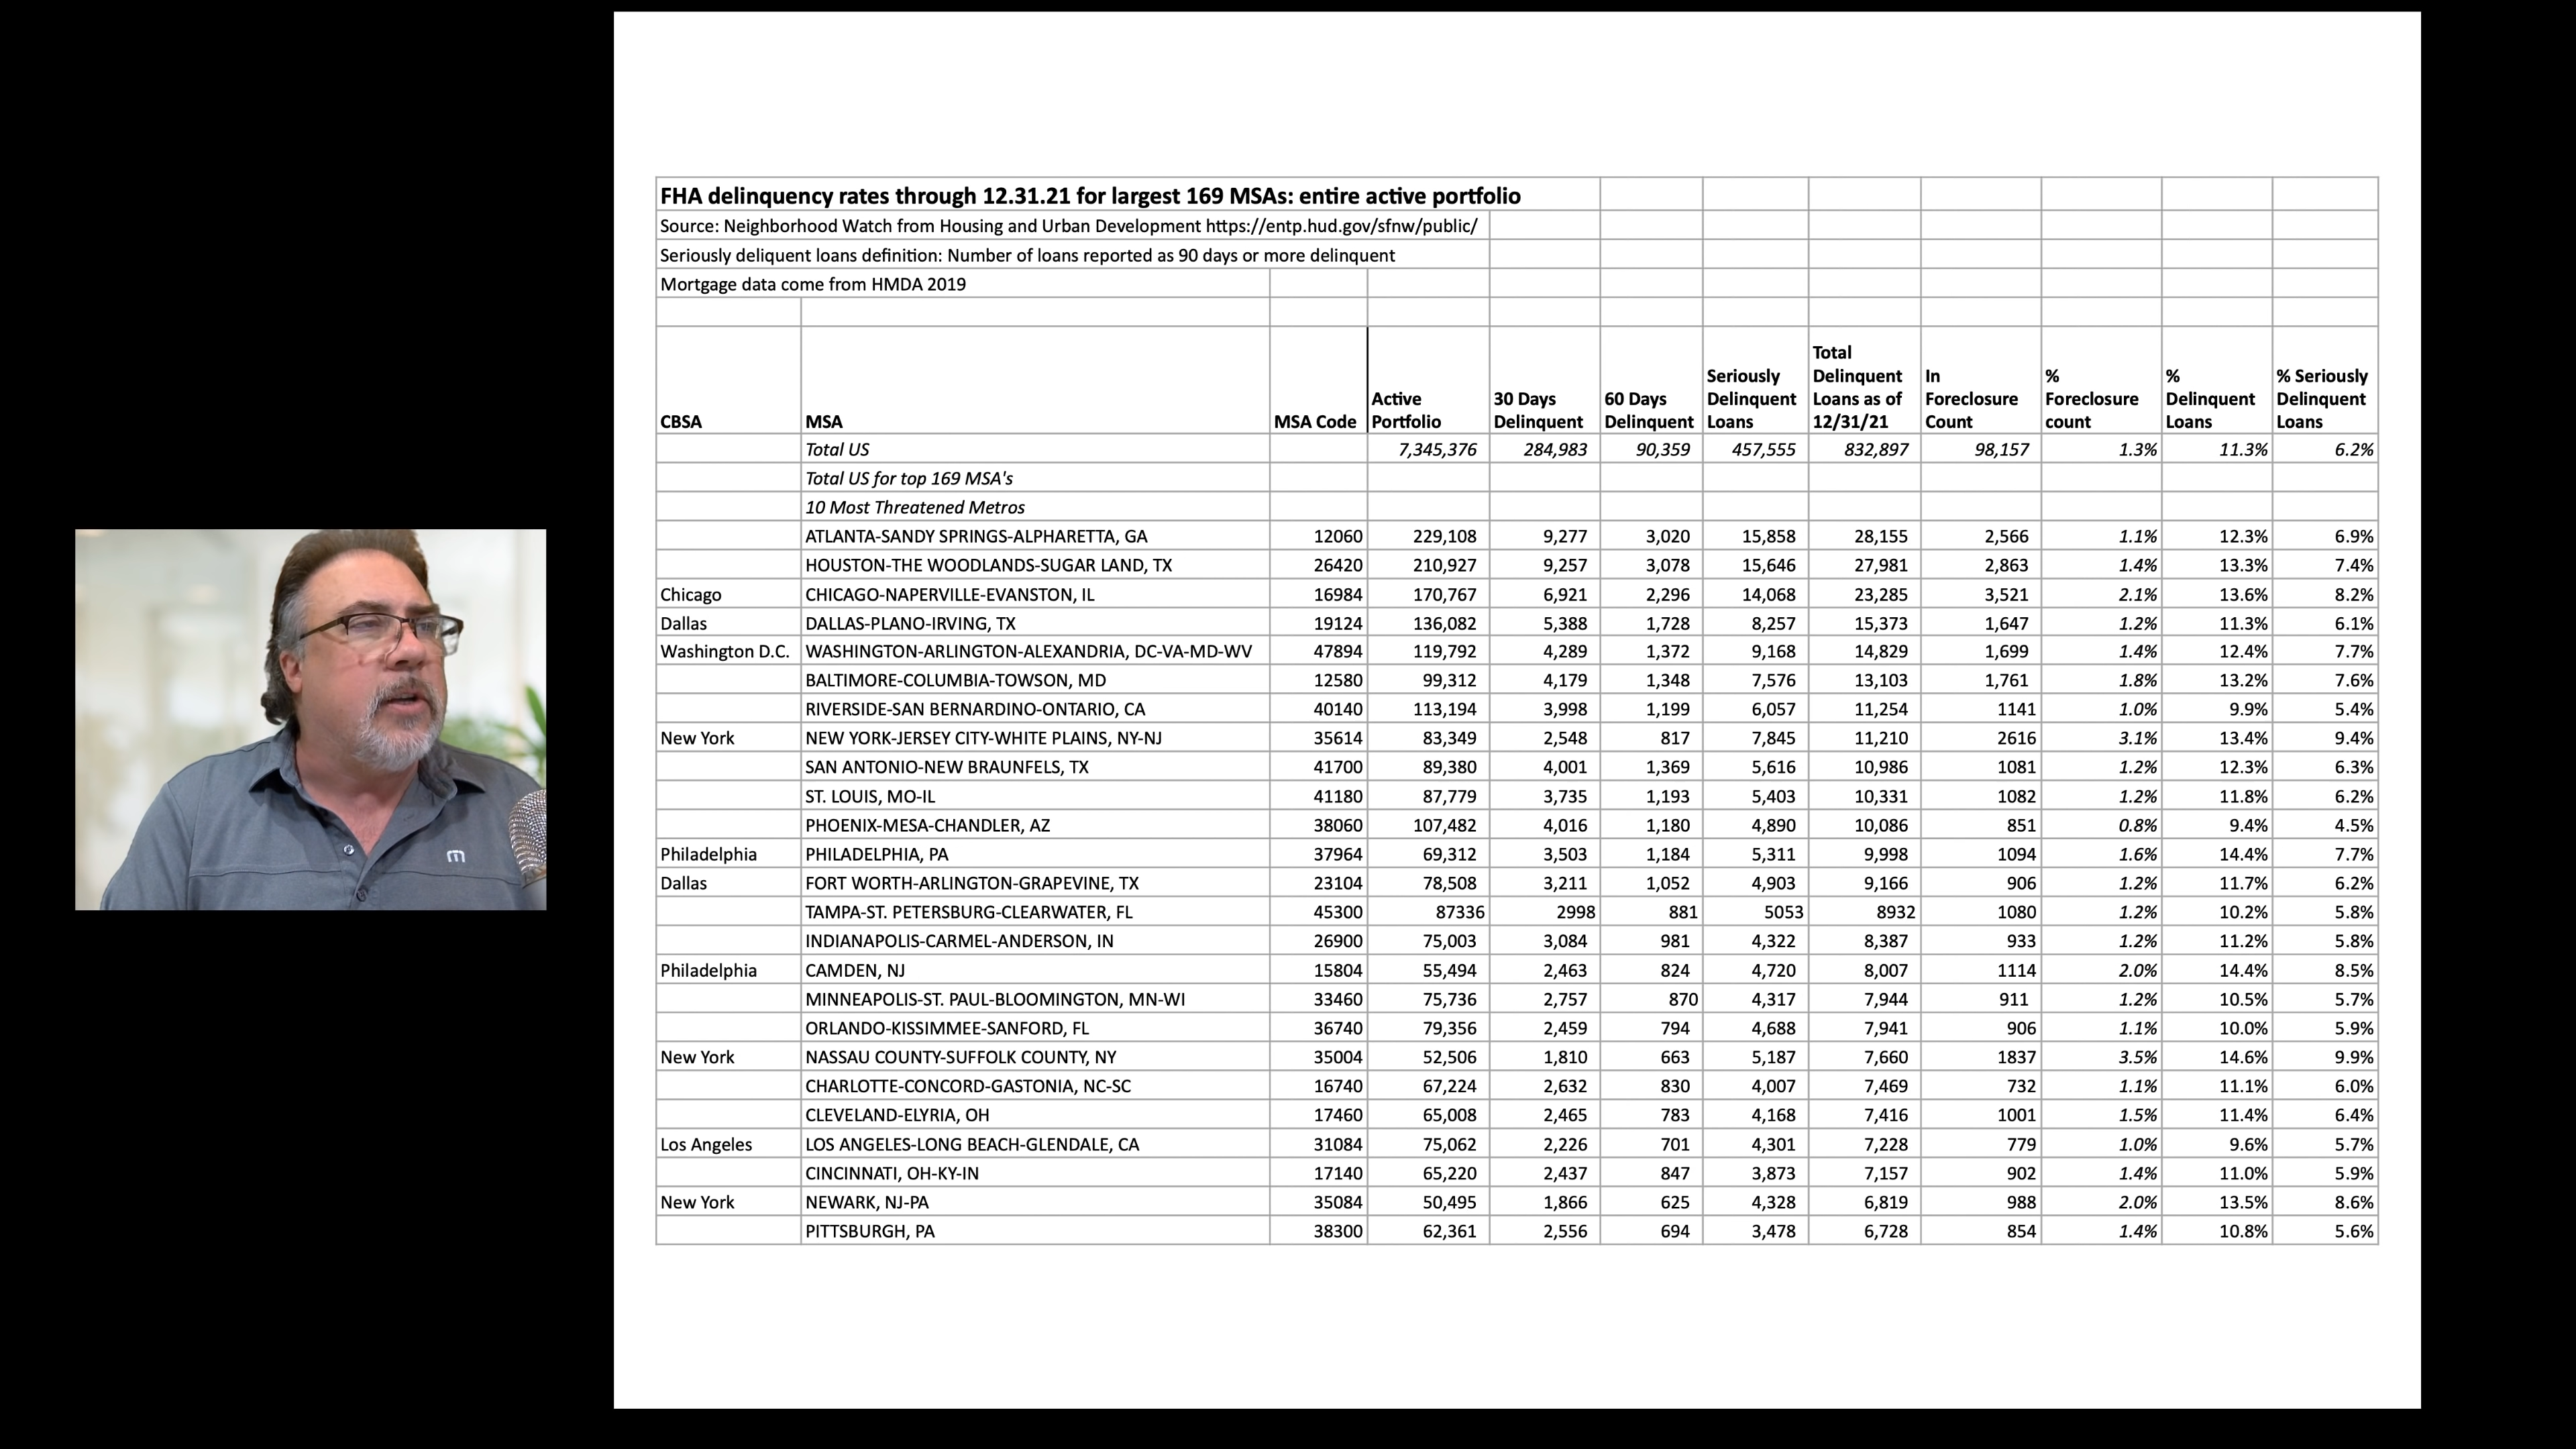 FHA delinquency rates through 12.31.21 for largest 169 MSAs: entire active portfolio
Source: Neighborhood Watch from Housing and Urban Development https://entp.hud.gov/sfnw/public/
Seriously deliquent loans definition: Number of loans reported as 90 days or more delinquent
Mortgage data come from HMDA 2019
CBSA MSA MSA Code Active Portfolio 30 Days Delinquent 60 Days Delinquent Seriously Delinquent Loans Total Delinquent Loans as of 12/31/21 In Foreclosure Count % Foreclosure count % Delinquent Loans % Seriously Delinquent Loans
Total US 7,345,376 284,983 90,359 457,555 832,897 98,157 1.3% 11.3% 6.2%
Total US for top 169 MSA's
10 Most Threatened Metros
ATLANTA-SANDY SPRINGS-ALPHARETTA, GA 12060 229,108 9,277 3,020 15,858 28,155 2,566 1.1% 12.3% 6.9%
HOUSTON-THE WOODLANDS-SUGAR LAND, TX 26420 210,927 9,257 3,078 15,646 27,981 2,863 1.4% 13.3% 7.4%
Chicago CHICAGO-NAPERVILLE-EVANSTON, IL 16984 170,767 6,921 2,296 14,068 23,285 3,521 2.1% 13.6% 8.2%
Dallas DALLAS-PLANO-IRVING, TX 19124 136,082 5,388 1,728 8,257 15,373 1,647 1.2% 11.3% 6.1%
Washington D.C. WASHINGTON-ARLINGTON-ALEXANDRIA, DC-VA-MD-WV 47894 119,792 4,289 1,372 9,168 14,829 1,699 1.4% 12.4% 7.7%
BALTIMORE-COLUMBIA-TOWSON, MD 12580 99,312 4,179 1,348 7,576 13,103 1,761 1.8% 13.2% 7.6%
RIVERSIDE-SAN BERNARDINO-ONTARIO, CA 40140 113,194 3,998 1,199 6,057 11,254 1141 1.0% 9.9% 5.4%
New York NEW YORK-JERSEY CITY-WHITE PLAINS, NY-NJ 35614 83,349 2,548 817 7,845 11,210 2616 3.1% 13.4% 9.4%
SAN ANTONIO-NEW BRAUNFELS, TX 41700 89,380 4,001 1,369 5,616 10,986 1081 1.2% 12.3% 6.3%
ST. LOUIS, MO-IL 41180 87,779 3,735 1,193 5,403 10,331 1082 1.2% 11.8% 6.2%
PHOENIX-MESA-CHANDLER, AZ 38060 107,482 4,016 1,180 4,890 10,086 851 0.8% 9.4% 4.5%
Philadelphia PHILADELPHIA, PA 37964 69,312 3,503 1,184 5,311 9,998 1094 1.6% 14.4% 7.7%
Dallas FORT WORTH-ARLINGTON-GRAPEVINE, TX 23104 78,508 3,211 1,052 4,903 9,166 906 1.2% 11.7% 6.2%
TAMPA-ST. PETERSBURG-CLEARWATER, FL 45300 87336 2998 881 5053 8932 1080 1.2% 10.2% 5.8%
INDIANAPOLIS-CARMEL-ANDERSON, IN 26900 75,003 3,084 981 4,322 8,387 933 1.2% 11.2% 5.8%
Philadelphia CAMDEN, NJ 15804 55,494 2,463 824 4,720 8,007 1114 2.0% 14.4% 8.5%
MINNEAPOLIS-ST. PAUL-BLOOMINGTON, MN-WI 33460 75,736 2,757 870 4,317 7,944 911 1.2% 10.5% 5.7%
ORLANDO-KISSIMMEE-SANFORD, FL 36740 79,356 2,459 794 4,688 7,941 906 1.1% 10.0% 5.9%
New York NASSAU COUNTY-SUFFOLK COUNTY, NY 35004 52,506 1,810 663 5,187 7,660 1837 3.5% 14.6% 9.9%
CHARLOTTE-CONCORD-GASTONIA, NC-SC 16740 67,224 2,632 830 4,007 7,469 732 1.1% 11.1% 6.0%
CLEVELAND-ELYRIA, OH 17460 65,008 2,465 783 4,168 7,416 1001 1.5% 11.4% 6.4%
Los Angeles LOS ANGELES-LONG BEACH-GLENDALE, CA 31084 75,062 2,226 701 4,301 7,228 779 1.0% 9.6% 5.7%
CINCINNATI, OH-KY-IN 17140 65,220 2,437 847 3,873 7,157 902 1.4% 11.0% 5.9%
New York NEWARK, NJ-PA 35084 50,495 1,866 625 4,328 6,819 988 2.0% 13.5% 8.6%
PITTSBURGH, PA 38300 62,361 2,556 694 3,478 6,728 854 1.4% 10.8% 5.6%